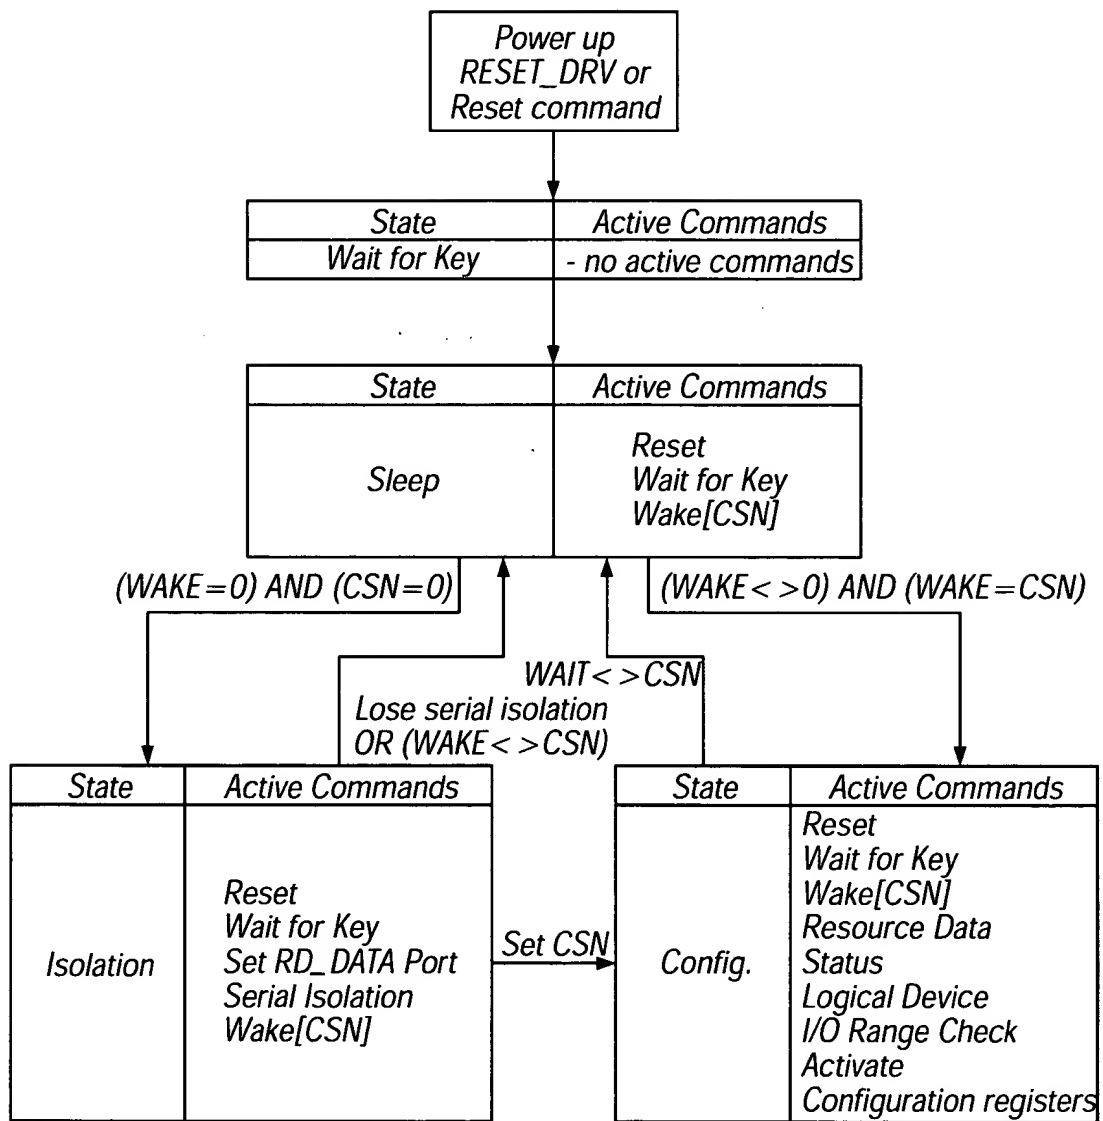 Power up
RESET_DRV or
Reset command
State
Active Commands
Wait for Key
- no active commands
State
Active Commands
Sleep
Reset
Wait for Key
Wake[CSN]
(WAKE=0) AND (CSN=0)
(WAKE< >0) AND (WAKE=CSN)
WAIT< >CSN
Lose serial isolation
OR (WAKE< >CSN)
State
Active Commands
Isolation
Reset
Wait for Key
Set RD_DATA Port
Serial Isolation
Wake[CSN]
Set CSN
State
Active Commands
Config.
Reset
Wait for Key
Wake[CSN]
Resource Data
Status
Logical Device
I/O Range Check
Activate
Configuration registers